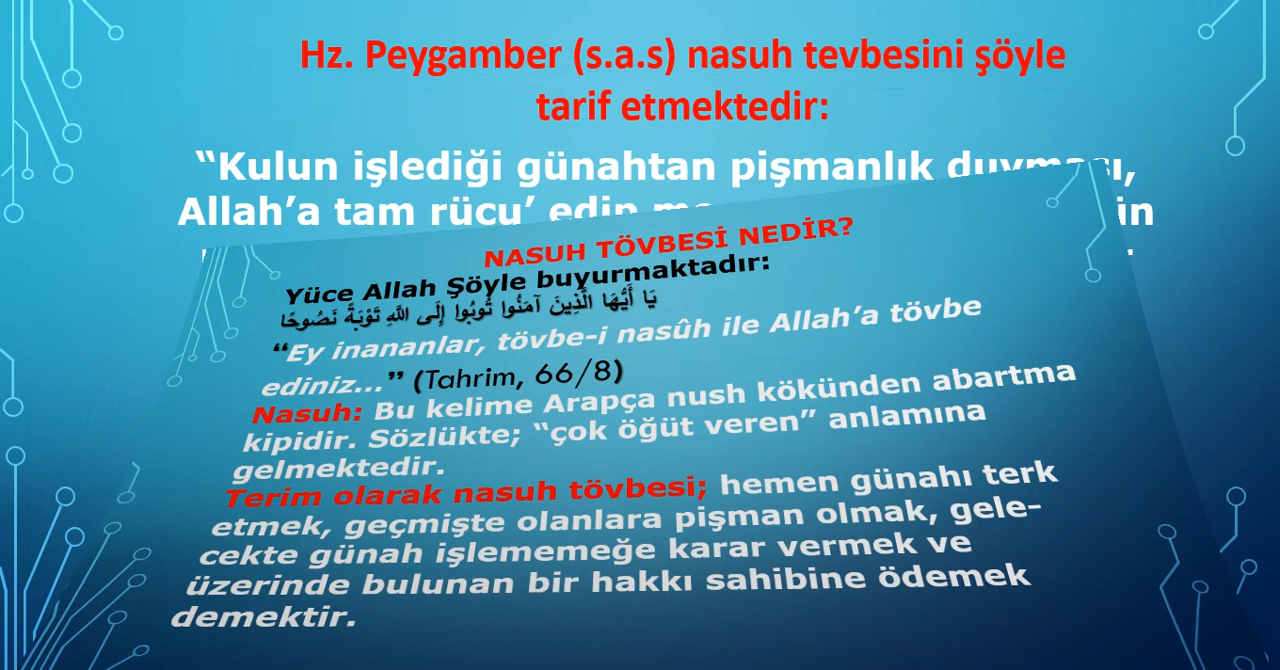 Hz. Peygamber (s.a.s) nasuh tevbesini şöyle
tarif etmektedir:
“Kulun işlediği günahtan pişmanlık duyması,
Allah’a tam rücu’ edip
NASUH TÖVBESİ NEDİR?
Yüce Allah Şöyle buyurmaktadır:
يَا أَيُّهَا الَّذِينَ آمَنُوا تُوبُوا إِلَى اللَّهِ تَوْبَةً نَصُوحًا
“Ey inananlar, tövbe-i nasûh ile Allah’a tövbe
ediniz...” (Tahrim, 66/8)
Nasuh: Bu kelime Arapça nush kökünden abartma
kipidir. Sözlükte; “çok öğüt veren” anlamına
gelmektedir.
Terim olarak nasuh tövbesi; hemen günahı terk
etmek, geçmişte olanlara pişman olmak, gele-
cekte günah işlememeğe karar vermek ve
üzerinde bulunan bir hakkı sahibine ödemek
demektir.